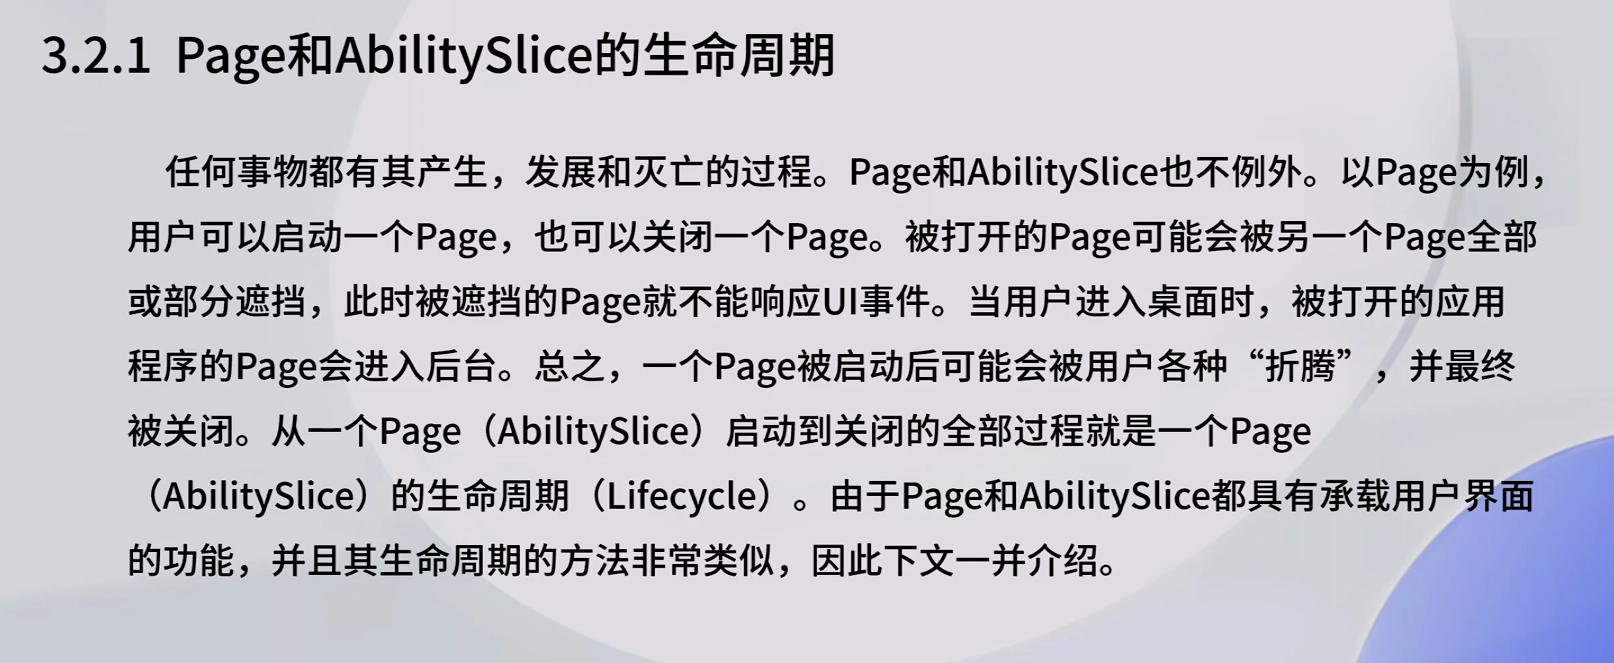 3.2.1 Page和AbilitySlice的生命周期
任何事物都有其产生，发展和灭亡的过程。Page和AbilitySlice也不例外。以Page为例，
用户可以启动一个Page，也可以关闭一个Page。被打开的Page可能会被另一个Page全部
或部分遮挡，此时被遮挡的Page就不能响应UI事件。当用户进入桌面时，被打开的应用
程序的Page会进入后台。总之，一个Page被启动后可能会被用户各种“折腾”，并最终
被关闭。从一个Page（AbilitySlice）启动到关闭的全部过程就是一个Page
（AbilitySlice）的生命周期（Lifecycle）。由于Page和AbilitySlice都具有承载用户界面
的功能，并且其生命周期的方法非常类似，因此下文一并介绍。